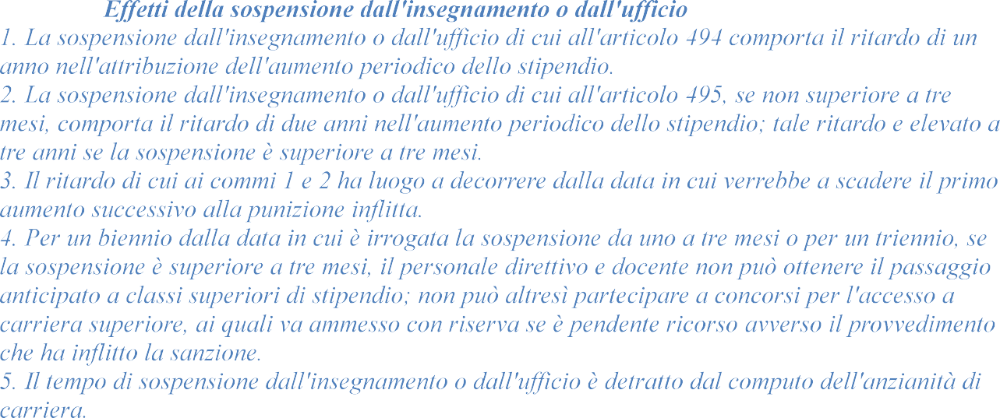 Effetti della sospensione dall'insegnamento o dall'ufficio
1. La sospensione dall'insegnamento o dall'ufficio di cui all'articolo 494 comporta il ritardo di un
anno nell'attribuzione dell'aumento periodico dello stipendio.
2. La sospensione dall'insegnamento o dall'ufficio di cui all'articolo 495, se non superiore a tre
mesi, comporta il ritardo di due anni nell'aumento periodico dello stipendio; tale ritardo e elevato a
tre anni se la sospensione è superiore a tre mesi.
3. Il ritardo di cui ai commi 1 e 2 ha luogo a decorrere dalla data in cui verrebbe a scadere il primo
aumento successivo alla punizione inflitta.
4. Per un biennio dalla data in cui è irrogata la sospensione da uno a tre mesi o per un triennio, se
la sospensione è superiore a tre mesi, il personale direttivo e docente non può ottenere il passaggio
anticipato a classi superiori di stipendio; non può altresì partecipare a concorsi per l'accesso a
carriera superiore, ai quali va ammesso con riserva se è pendente ricorso avverso il provvedimento
che ha inflitto la sanzione.
5. Il tempo di sospensione dall'insegnamento o dall'ufficio è detratto dal computo dell'anzianità di
carriera.